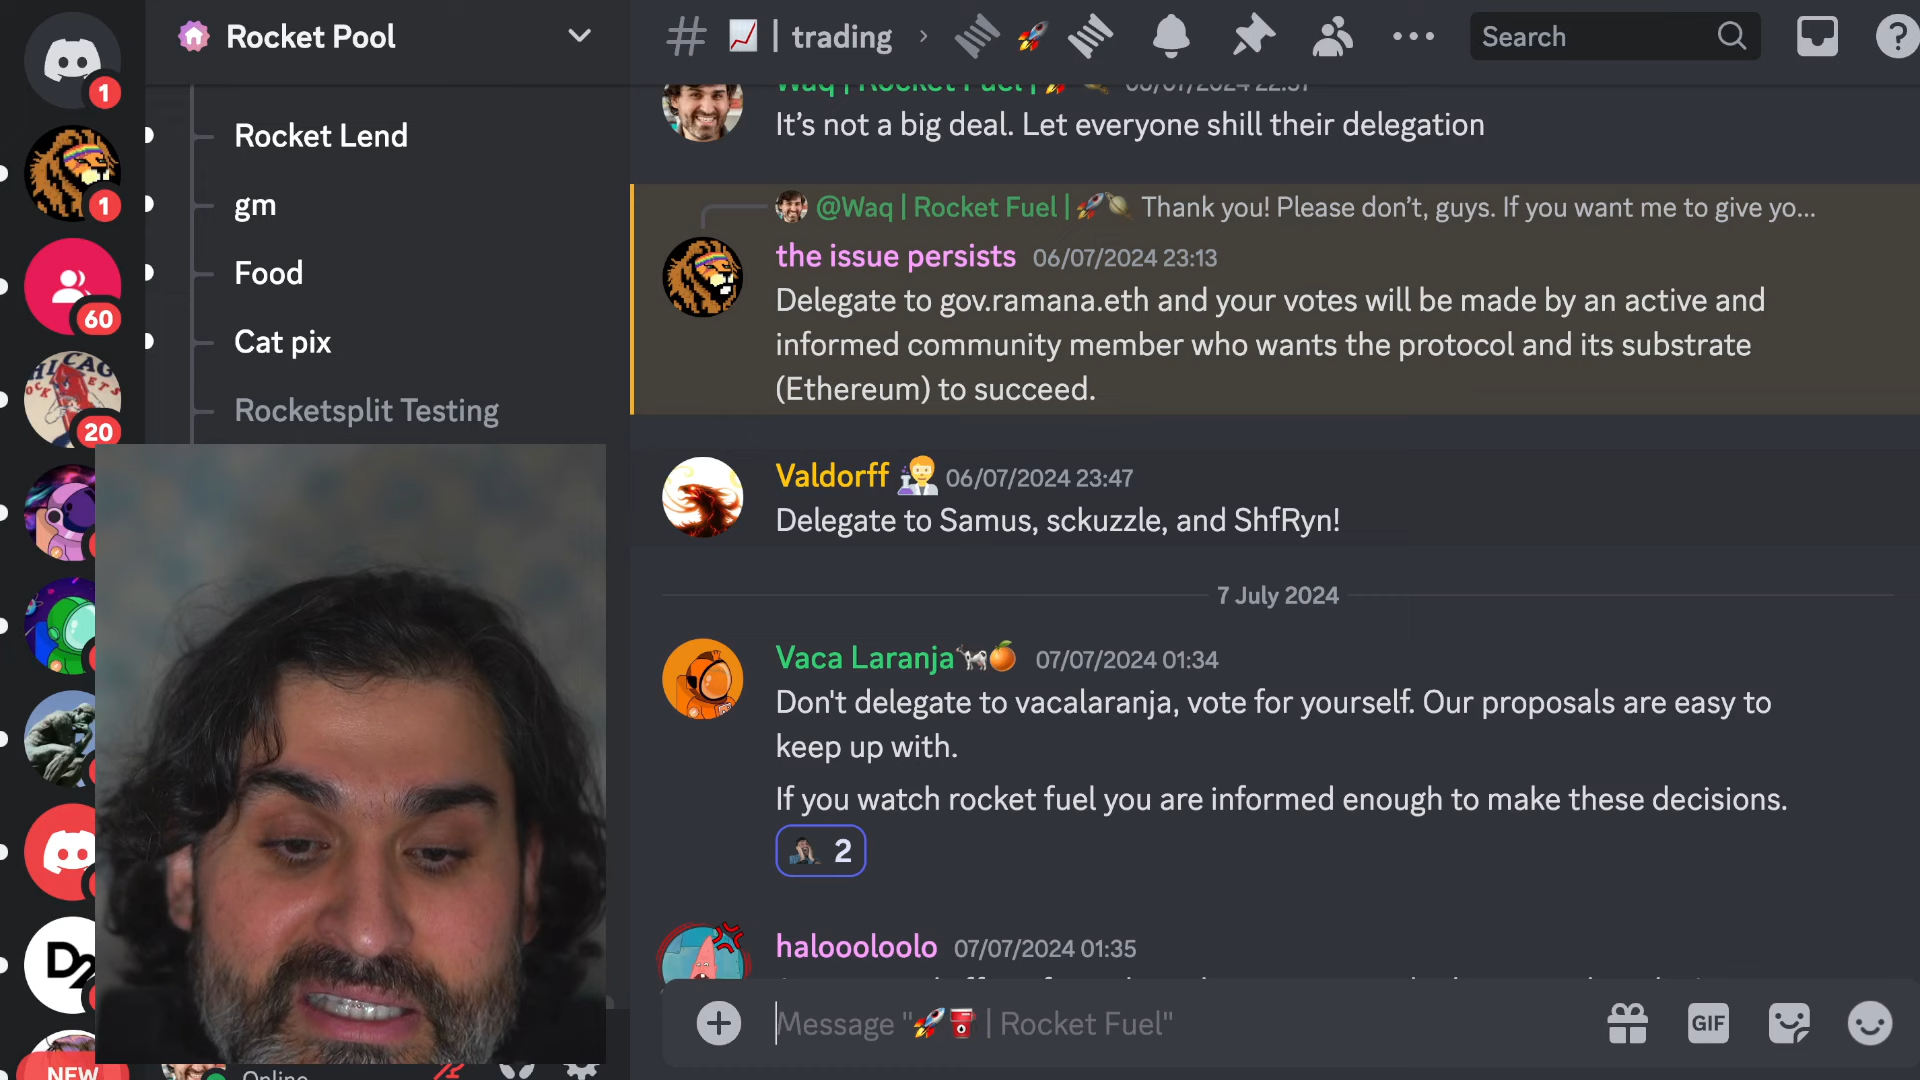 Rocket Pool
| trading
Search
1
1
60
20
Rocket Lend
gm
Food
Cat pix
Rocketsplit Testing
Waq | Rocket Fuel |
It’s not a big deal. Let everyone shill their delegation
@Waq | Rocket Fuel | Thank you! Please don’t, guys. If you want me to give yo...
the issue persists 06/07/2024 23:13
Delegate to gov.ramana.eth and your votes will be made by an active and
informed community member who wants the protocol and its substrate
(Ethereum) to succeed.
Valdorff 06/07/2024 23:47
Delegate to Samus, sckuzzle, and ShfRyn!
7 July 2024
Vaca Laranja 07/07/2024 01:34
Don't delegate to vacalaranja, vote for yourself. Our proposals are easy to
keep up with.
If you watch rocket fuel you are informed enough to make these decisions.
2
haloooloolo 07/07/2024 01:35
Message " | Rocket Fuel"
GIF
NEW
Online